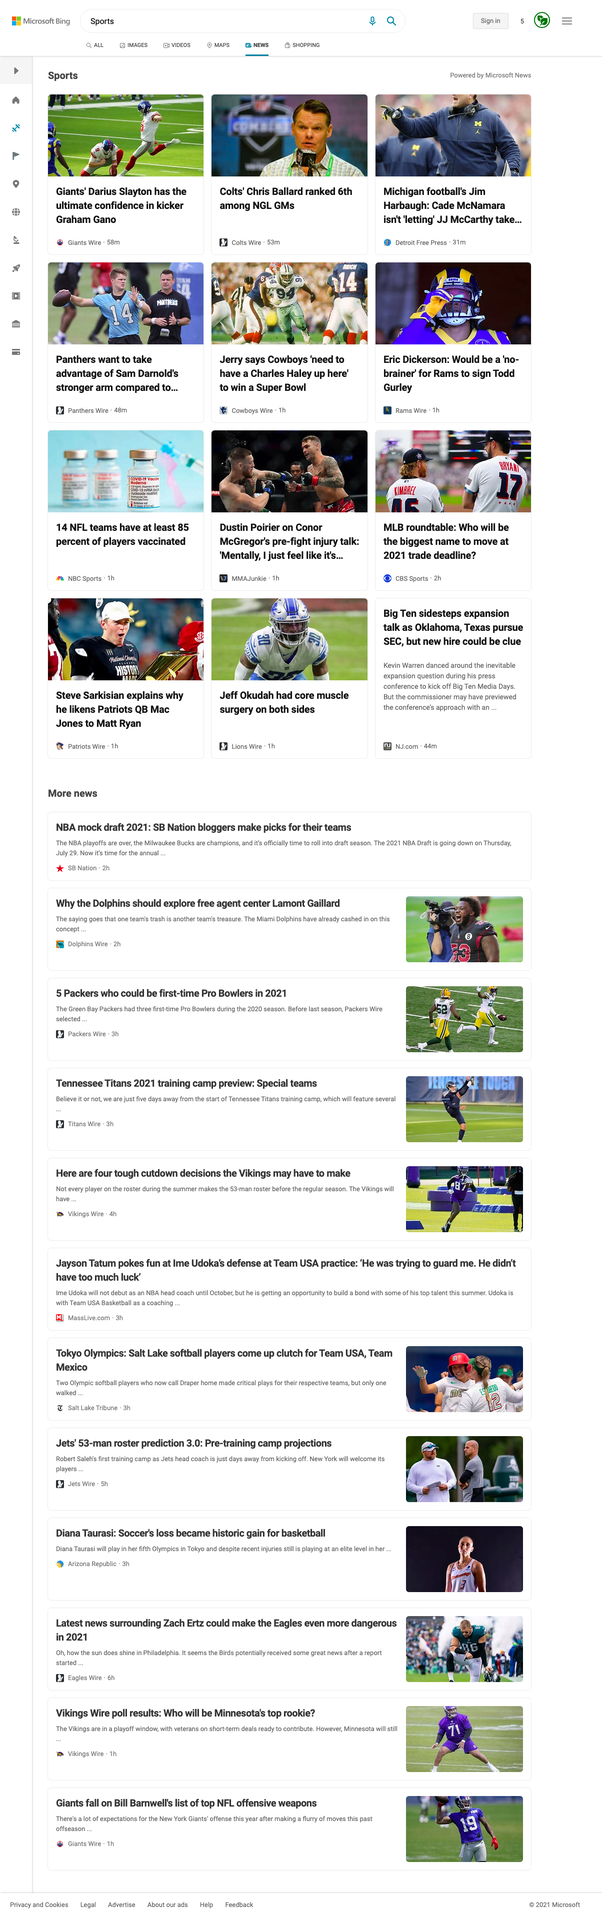 Microsoft Bing
Sports
Sign in
5
ALL
IMAGES
VIDEOS
MAPS
NEWS
SHOPPING
Sports
Powered by Microsoft News
Giants' Darius Slayton has the
ultimate confidence in kicker
Graham Gano
Giants Wire · 58m
Colts' Chris Ballard ranked 6th
among NGL GMs
Colts Wire · 53m
Michigan football's Jim
Harbaugh: Cade McNamara
isn't 'letting' JJ McCarthy take...
Detroit Free Press · 31m
Panthers want to take
advantage of Sam Darnold's
stronger arm compared to...
Panthers Wire · 48m
Jerry says Cowboys 'need to
have a Charles Haley up here'
to win a Super Bowl
Cowboys Wire · 1h
Eric Dickerson: Would be a 'no-
brainer' for Rams to sign Todd
Gurley
Rams Wire · 1h
14 NFL teams have at least 85
percent of players vaccinated
NBC Sports · 1h
Dustin Poirier on Conor
McGregor's pre-fight injury talk:
'Mentally, I just feel like it's...
MMAJunkie · 1h
MLB roundtable: Who will be
the biggest name to move at
2021 trade deadline?
CBS Sports · 2h
Steve Sarkisian explains why
he likens Patriots QB Mac
Jones to Matt Ryan
Patriots Wire · 1h
Jeff Okudah had core muscle
surgery on both sides
Lions Wire · 1h
Big Ten sidesteps expansion
talk as Oklahoma, Texas pursue
SEC, but new hire could be clue
Kevin Warren danced around the inevitable
expansion question during his press
conference to kick off Big Ten Media Days.
But the commissioner may have previewed
the conference's approach with an ...
NJ.com · 44m
More news
NBA mock draft 2021: SB Nation bloggers make picks for their teams
The NBA playoffs are over, the Milwaukee Bucks are champions, and it's officially time to roll into draft season. The 2021 NBA Draft is going down on Thursday,
July 29. Now it's time for the annual ...
SB Nation · 2h
Why the Dolphins should explore free agent center Lamont Gaillard
The saying goes that one team's trash is another team's treasure. The Miami Dolphins have already cashed in on this
concept ...
Dolphins Wire · 2h
5 Packers who could be first-time Pro Bowlers in 2021
The Green Bay Packers had three first-time Pro Bowlers during the 2020 season. Before last season, Packers Wire
selected ...
Packers Wire · 3h
Tennessee Titans 2021 training camp preview: Special teams
Believe it or not, we are just five days away from the start of Tennessee Titans training camp, which will feature several
...
Titans Wire · 3h
Here are four tough cutdown decisions the Vikings may have to make
Not every player on the roster during the summer makes the 53-man roster before the regular season. The Vikings will
have ...
Vikings Wire · 4h
Jayson Tatum pokes fun at Ime Udoka's defense at Team USA practice: 'He was trying to guard me. He didn't
have too much luck'
Ime Udoka will not debut as an NBA head coach until October, but he is getting an opportunity to build a bond with some of his top talent this summer. Udoka is
with Team USA Basketball as a coaching ...
MassLive.com · 3h
Tokyo Olympics: Salt Lake softball players come up clutch for Team USA, Team
Mexico
Two Olympic softball players who now call Draper home made critical plays for their respective teams, but only one
walked ...
Salt Lake Tribune · 3h
Jets' 53-man roster prediction 3.0: Pre-training camp projections
Robert Saleh's first training camp as Jets head coach is just days away from kicking off. New York will welcome its
players ...
Jets Wire · 5h
Diana Taurasi: Soccer's loss became historic gain for basketball
Diana Taurasi will play in her fifth Olympics in Tokyo and despite recent injuries still is playing at an elite level in her ...
Arizona Republic · 3h
Latest news surrounding Zach Ertz could make the Eagles even more dangerous
in 2021
Oh, how the sun does shine in Philadelphia. It seems the Birds potentially received some great news after a report
started ...
Eagles Wire · 6h
Vikings Wire poll results: Who will be Minnesota's top rookie?
The Vikings are in a playoff window, with veterans on short-term deals ready to contribute. However, Minnesota will still
...
Vikings Wire · 1h
Giants fall on Bill Barnwell's list of top NFL offensive weapons
There's a lot of expectations for the New York Giants' offense this year after making a flurry of moves this past
offseason ...
Giants Wire · 1h
Privacy and Cookies
Legal
Advertise
About our ads
Help
Feedback
© 2021 Microsoft